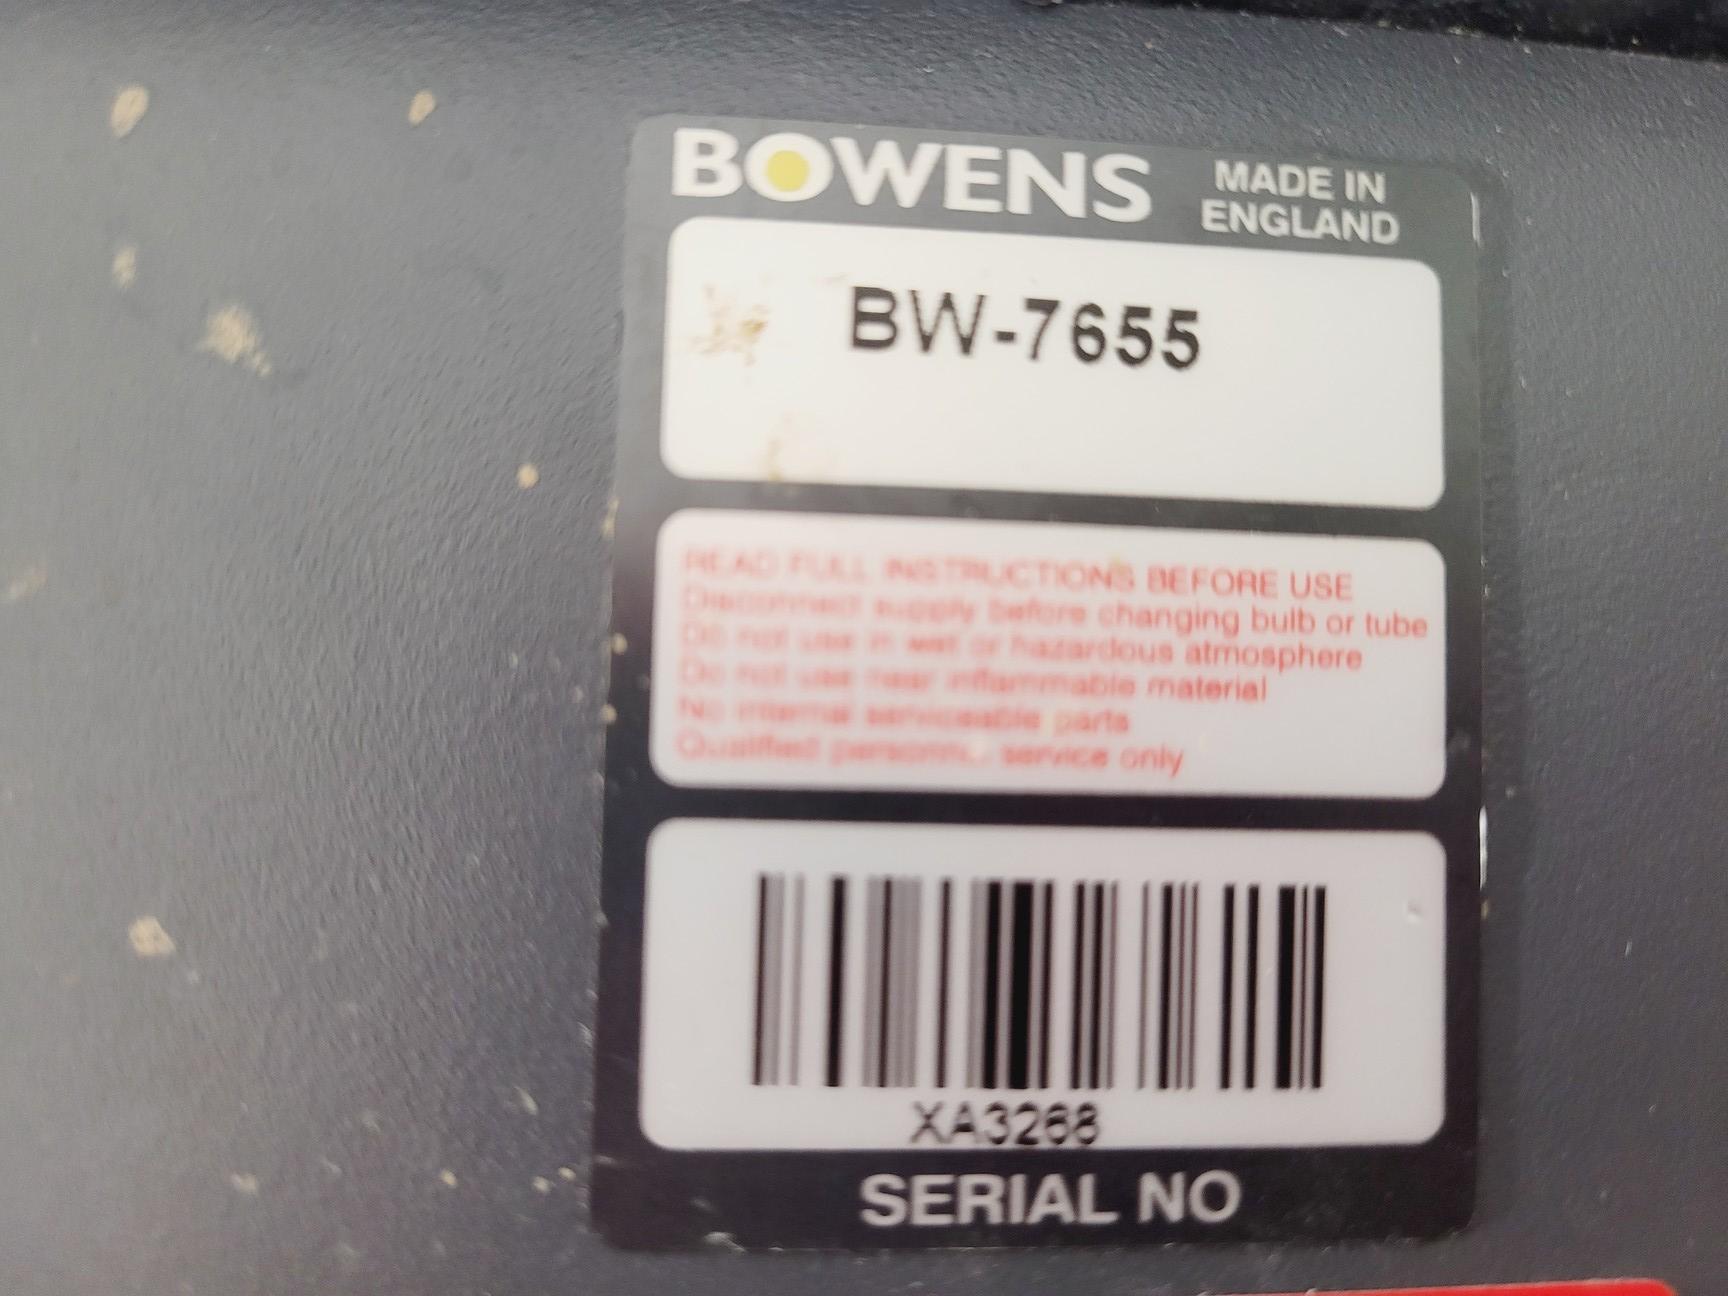 BOWENS
MADE IN
ENGLAND
BW-7655
READ FULL INSTRUCTIONS BEFORE USE
Disconnect supply before changing bulb or tube
Do not use in wet or hazardous atmosphere
Do not use near inflammable material
No internal serviceable parts
Qualified personnel service only
XA3268
SERIAL NO